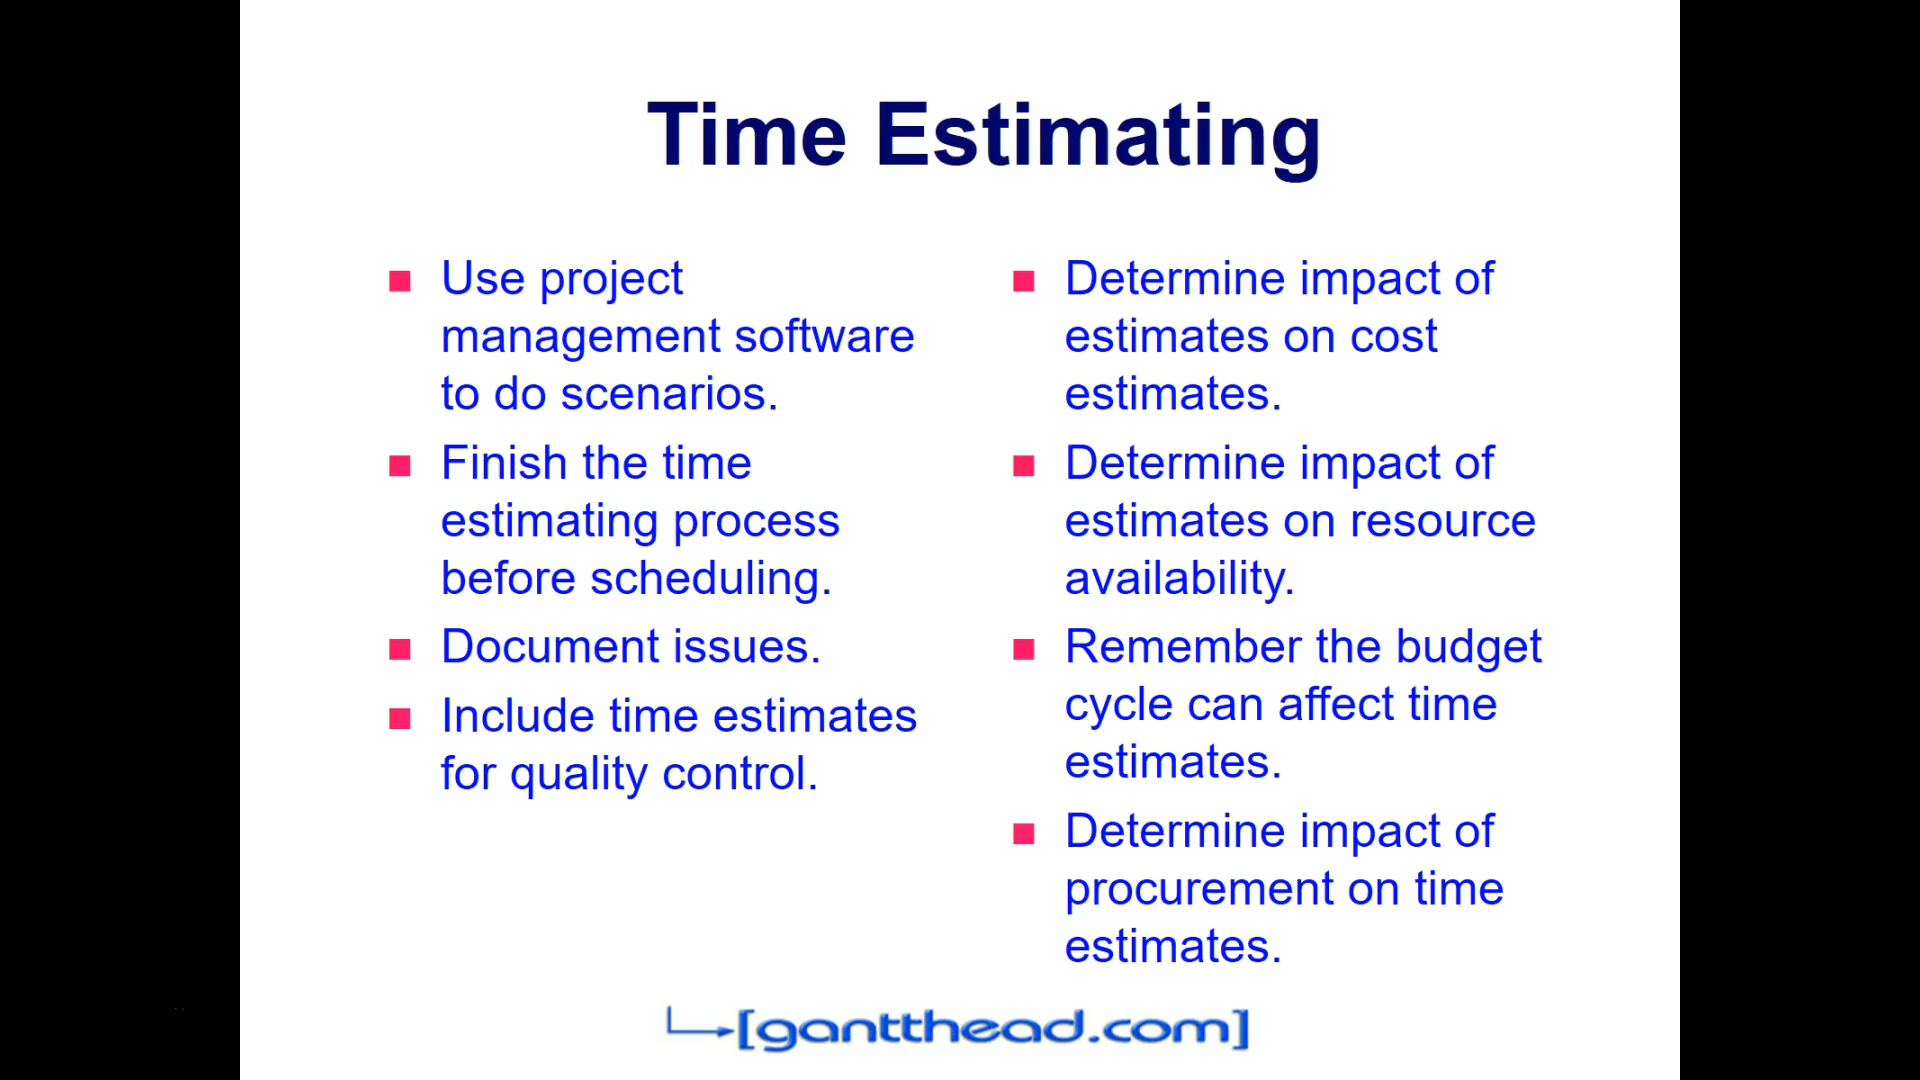 Time Estimating
Use project
management software
to do scenarios.
Finish the time
estimating process
before scheduling.
Document issues.
Include time estimates
for quality control.
Determine impact of
estimates on cost
estimates.
Determine impact of
estimates on resource
availability.
Remember the budget
cycle can affect time
estimates.
Determine impact of
procurement on time
estimates.
[gantthead.com]